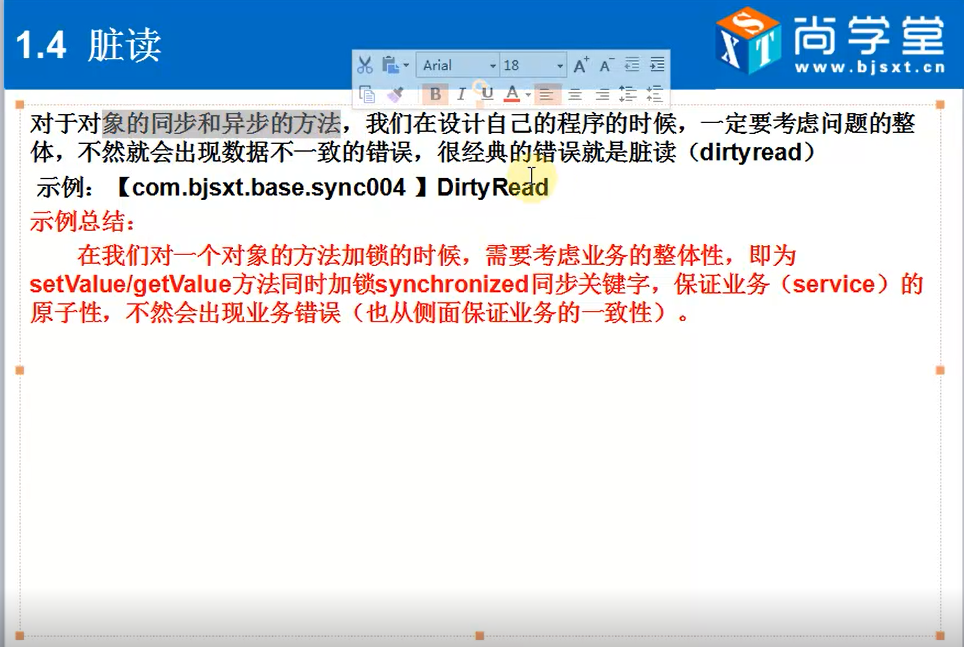 1.4 脏读
尚学堂
www.bjsxt.cn
Arial
18
对于对象的同步和异步的方法，我们在设计自己的程序的时候，一定要考虑问题的整
体，不然就会出现数据不一致的错误，很经典的错误就是脏读（dirtyread）
示例：【com.bjsxt.base.sync004 】DirtyRead
示例总结：
在我们对一个对象的方法加锁的时候，需要考虑业务的整体性，即为
setValue/getValue方法同时加锁synchronized同步关键字，保证业务（service）的
原子性，不然会出现业务错误（也从侧面保证业务的一致性）。